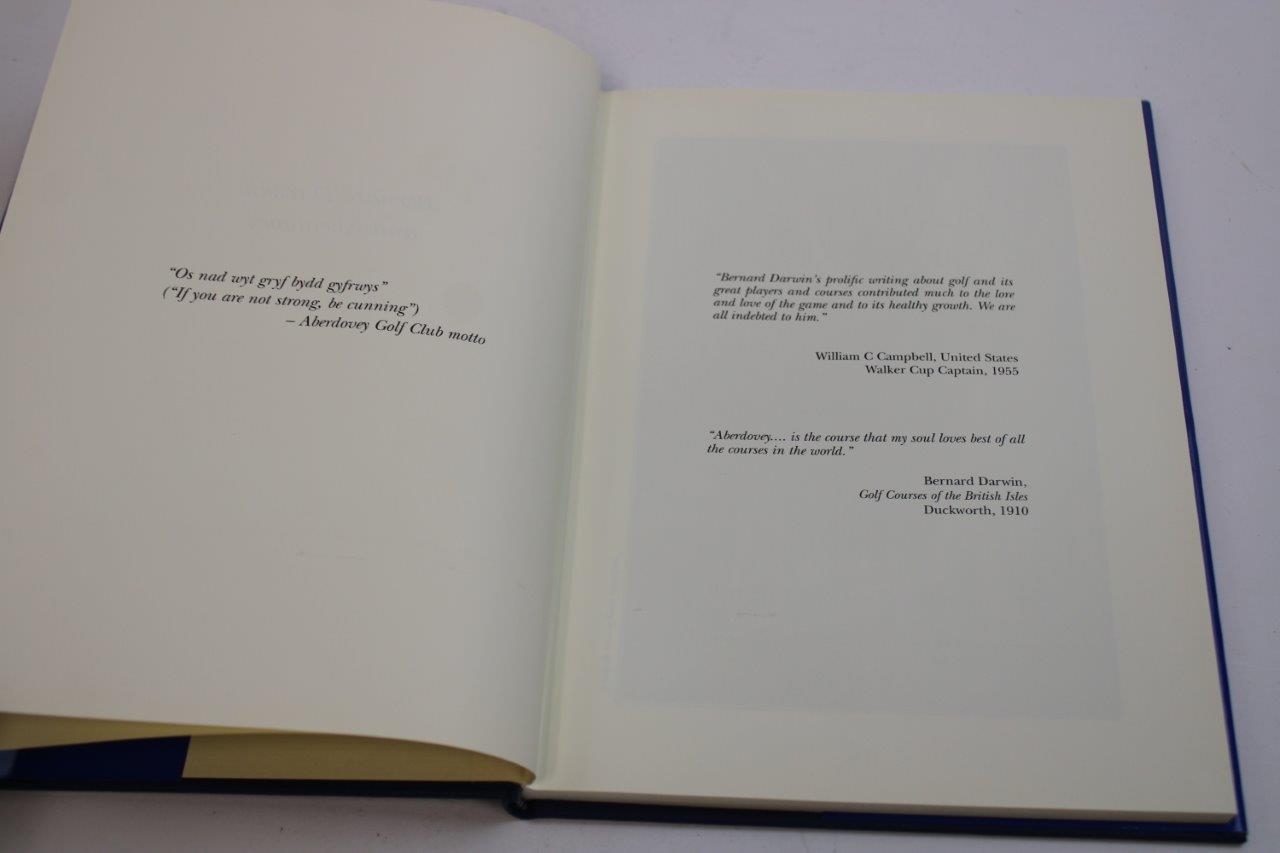 “Os nad wyt gryf bydd gyfrwys”
(“If you are not strong, be cunning”)
– Aberdovey Golf Club motto
“Bernard Darwin’s prolific writing about golf and its
great players and courses contributed much to the lore
and love of the game and to its healthy growth. We are
all indebted to him.”
William C Campbell, United States
Walker Cup Captain, 1955
“Aberdovey.... is the course that my soul loves best of all
the courses in the world.”
Bernard Darwin,
Golf Courses of the British Isles
Duckworth, 1910